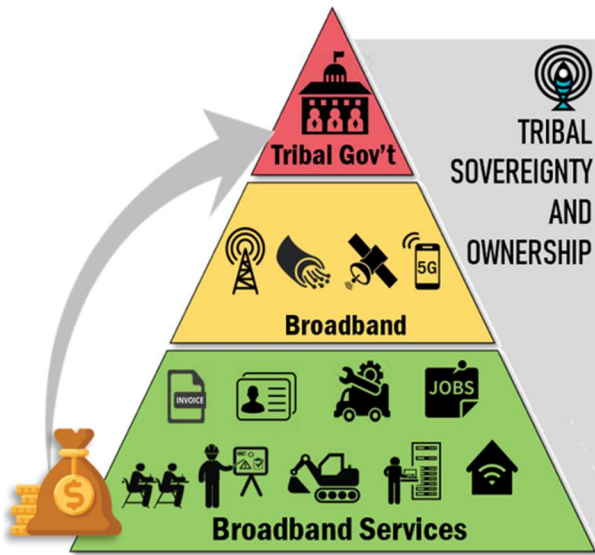 Tribal Gov't
TRIBAL
SOVEREIGNTY
AND
OWNERSHIP
5G
Broadband
INVOICE
JOBS
$
Broadband Services